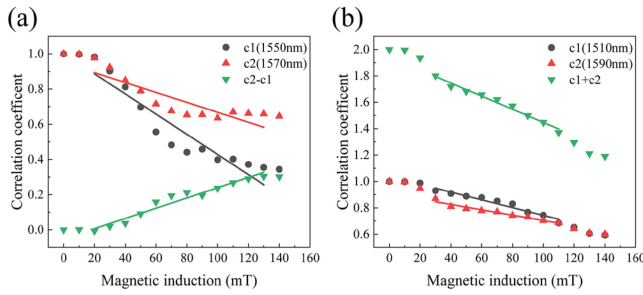 (a)
c1(1550nm)
c2(1570nm)
c2-c1
1.0
0.8
0.6
0.4
0.2
0.0
Correlation coefficent
0 20 40 60 80 100 120 140 160
Magnetic induction (mT)
(b)
c1(1510nm)
c2(1590nm)
c1+c2
2.0
1.8
1.6
1.4
1.2
1.0
0.8
0.6
Correlation coefficent
0 20 40 60 80 100 120 140 160
Magnetic induction (mT)